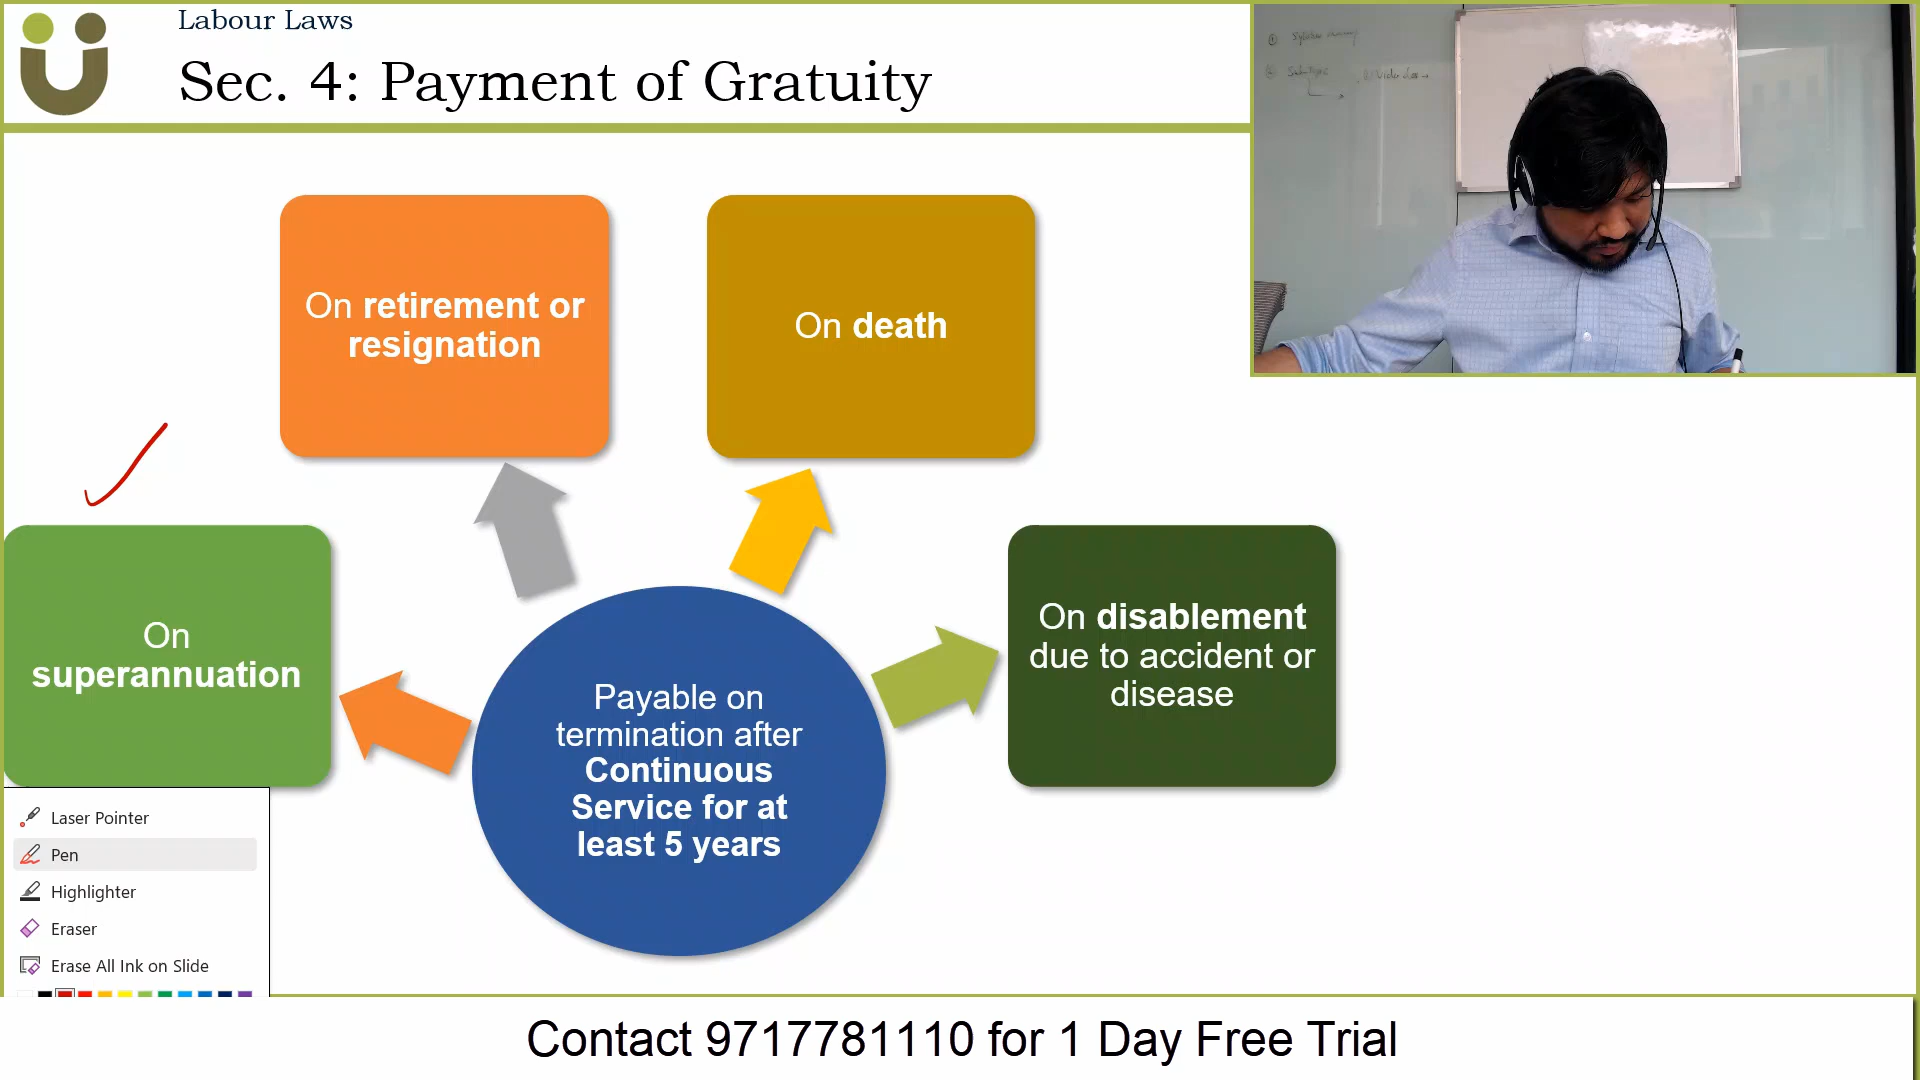 Labour Laws
Sec. 4: Payment of Gratuity
On retirement or
resignation
On death
On
superannuation
On disablement
due to accident or
disease
Payable on
termination after
Continuous
Service for at
least 5 years
Laser Pointer
Pen
Highlighter
Eraser
Erase All Ink on Slide
Contact 9717781110 for 1 Day Free Trial